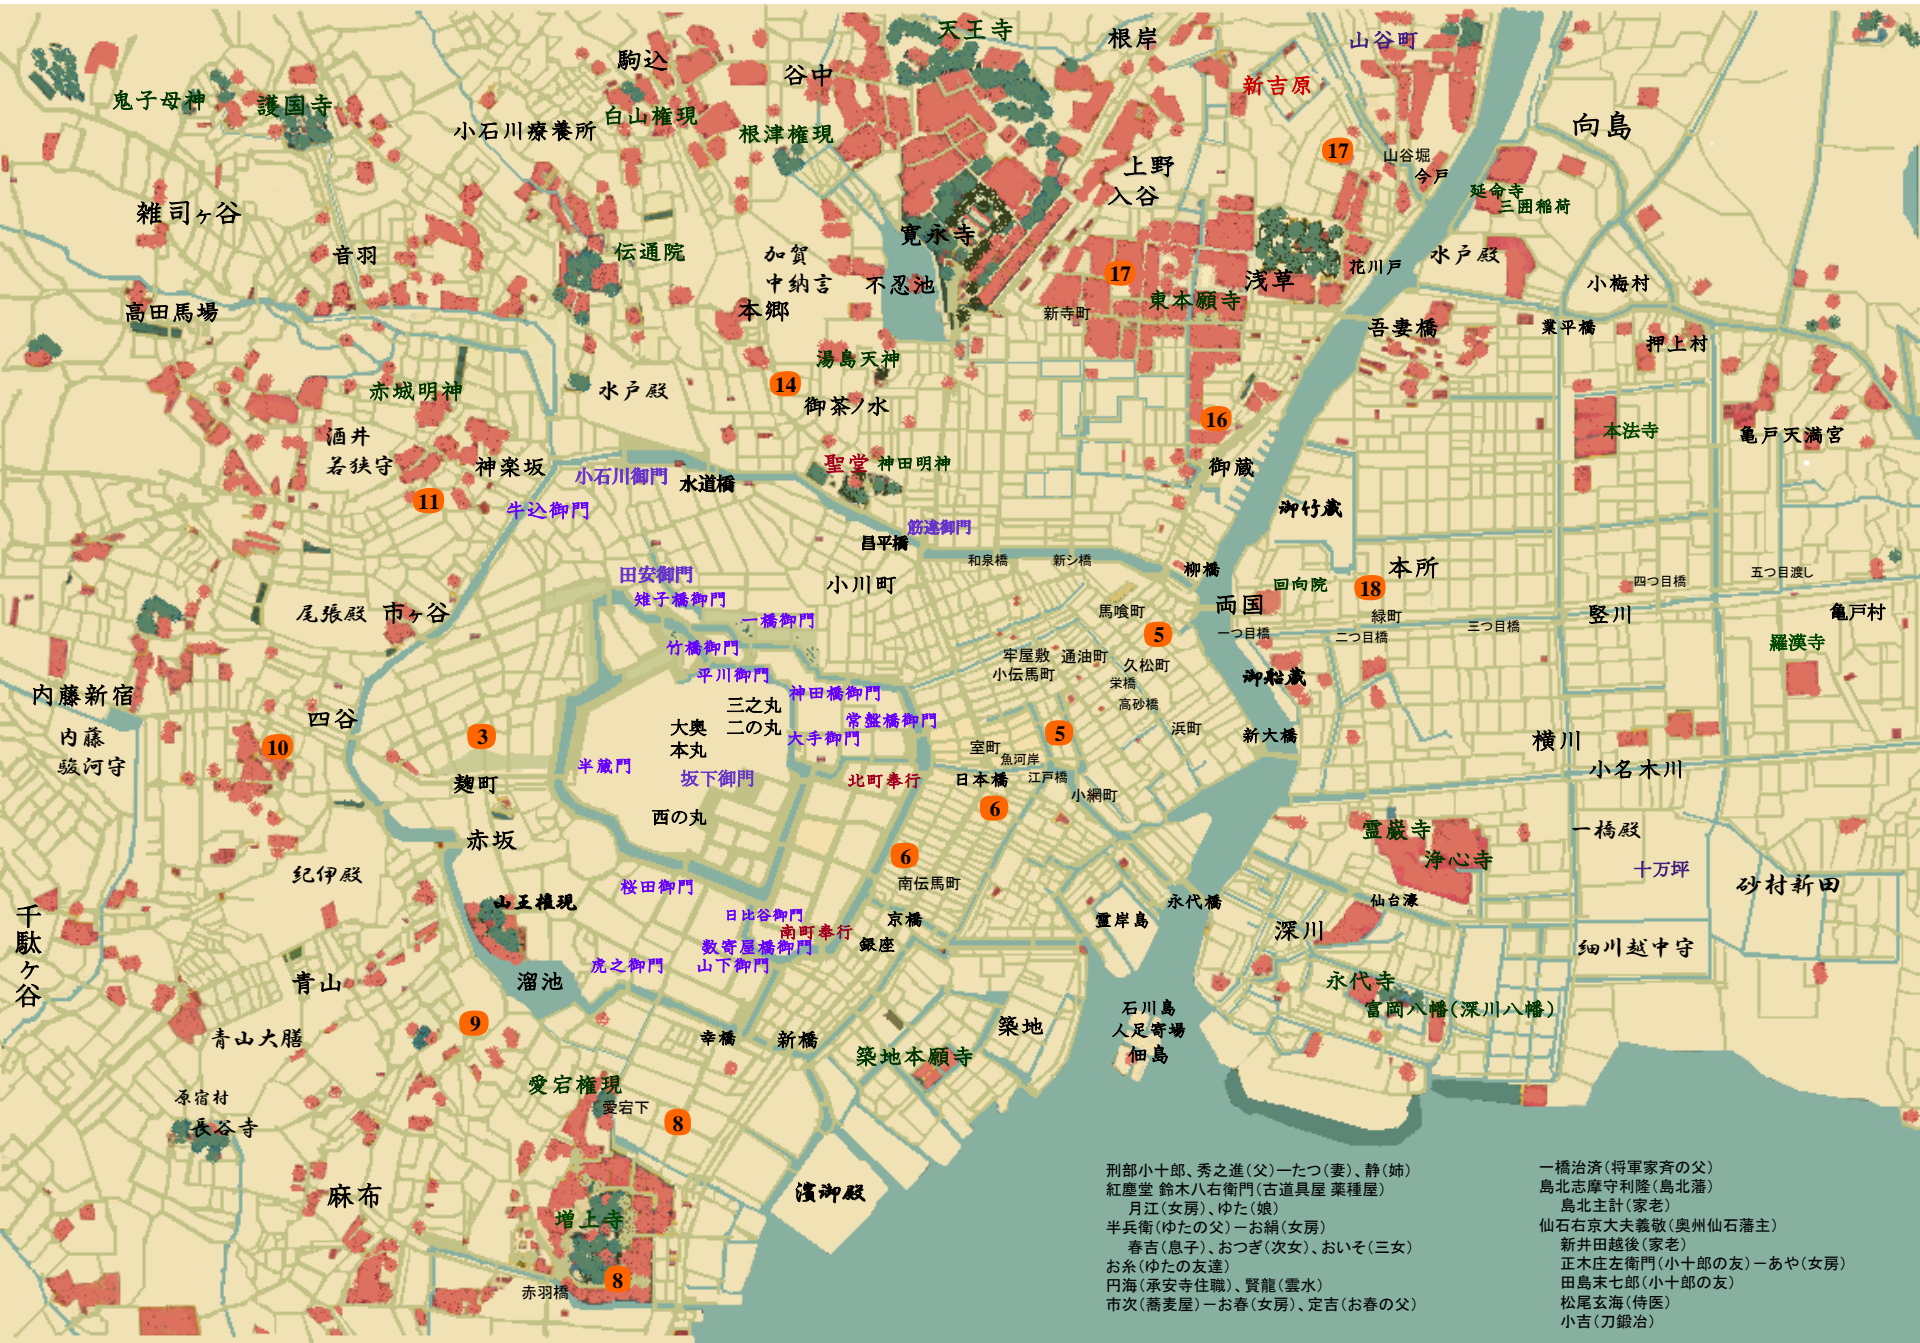 天王寺
根岸
山谷町
駒込
谷中
新吉原
鬼子母神
護国寺
白山権現
小石川療養所
根津権現
向島
17
山谷堀
今戸
上野
入谷
延命寺
三囲稲荷
雑司ヶ谷
音羽
伝通院
加賀
中納言
寛永寺
不忍池
17
浅草
花川戸
水戸殿
小梅村
高田馬場
本郷
新寺町
東本願寺
吾妻橋
業平橋
押上村
湯島天神
14
赤城明神
水戸殿
御茶ノ水
16
本法寺
亀戸天満宮
酒井
若狭守
神楽坂
小石川御門
水道橋
聖堂
神田明神
御蔵
11
牛込御門
御竹蔵
筋違御門
昌平橋
和泉橋
新シ橋
柳橋
本所
田安御門
小川町
回向院
18
四つ目橋
五つ目渡し
雉子橋御門
尾張殿
市ヶ谷
一橋御門
馬喰町
両国
緑町
竪川
亀戸村
5
一つ目橋
二つ目橋
三つ目橋
竹橋御門
牢屋敷
小伝馬町
通油町
久松町
羅漢寺
平川御門
栄橋
御船蔵
内藤新宿
神田橋御門
三之丸
高砂橋
四谷
大奥
二の丸
常盤橋御門
浜町
内藤
駿河守
10
3
本丸
大手御門
室町
5
新大橋
横川
魚河岸
半蔵門
坂下御門
北町奉行
日本橋
江戸橋
小名木川
麹町
小網町
6
西の丸
赤坂
霊巌寺
一橋殿
6
浄心寺
十万坪
紀伊殿
桜田御門
南伝馬町
砂村新田
千駄ヶ谷
山王権現
永代橋
仙台濠
日比谷御門
京橋
霊岸島
深川
南町奉行
数寄屋橋御門
銀座
細川越中守
虎之御門
山下御門
青山
溜池
永代寺
石川島
人足寄場
富岡八幡(深川八幡)
9
築地
青山大膳
幸橋
新橋
佃島
築地本願寺
愛宕権現
原宿村
愛宕下
長谷寺
8
麻布
濱御殿
増上寺
8
赤羽橋
刑部小十郎、秀之進(父)ーたつ(妻)、静(姉)
紅塵堂 鈴木八右衛門(古道具屋 薬種屋)
月江(女房)、ゆた(娘)
半兵衛(ゆたの父)ーお絹(女房)
春吉(息子)、おつぎ(次女)、おいそ(三女)
お糸(ゆたの友達)
円海(承安寺住職)、賢龍(雲水)
市次(蕎麦屋)ーお春(女房)、定吉(お春の父)
一橋治済(将軍家斉の父)
島北志摩守利隆(島北藩)
島北主計(家老)
仙石右京大夫義敬(奥州仙石藩主)
新井田越後(家老)
正木庄左衛門(小十郎の友)ーあや(女房)
田島末七郎(小十郎の友)
松尾玄海(侍医)
小吉(刀鍛冶)